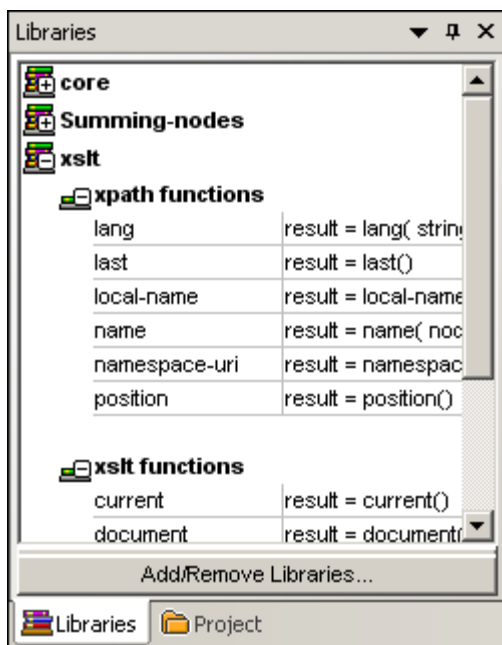 Libraries
core
Summing-nodes
xslt
xpath functions
lang result = lang( string
last result = last()
local-name result = local-name
name result = name( nod
namespace-uri result = namespac
position result = position()
xslt functions
current result = current()
document result = document(
Add/Remove Libraries...
Libraries Project